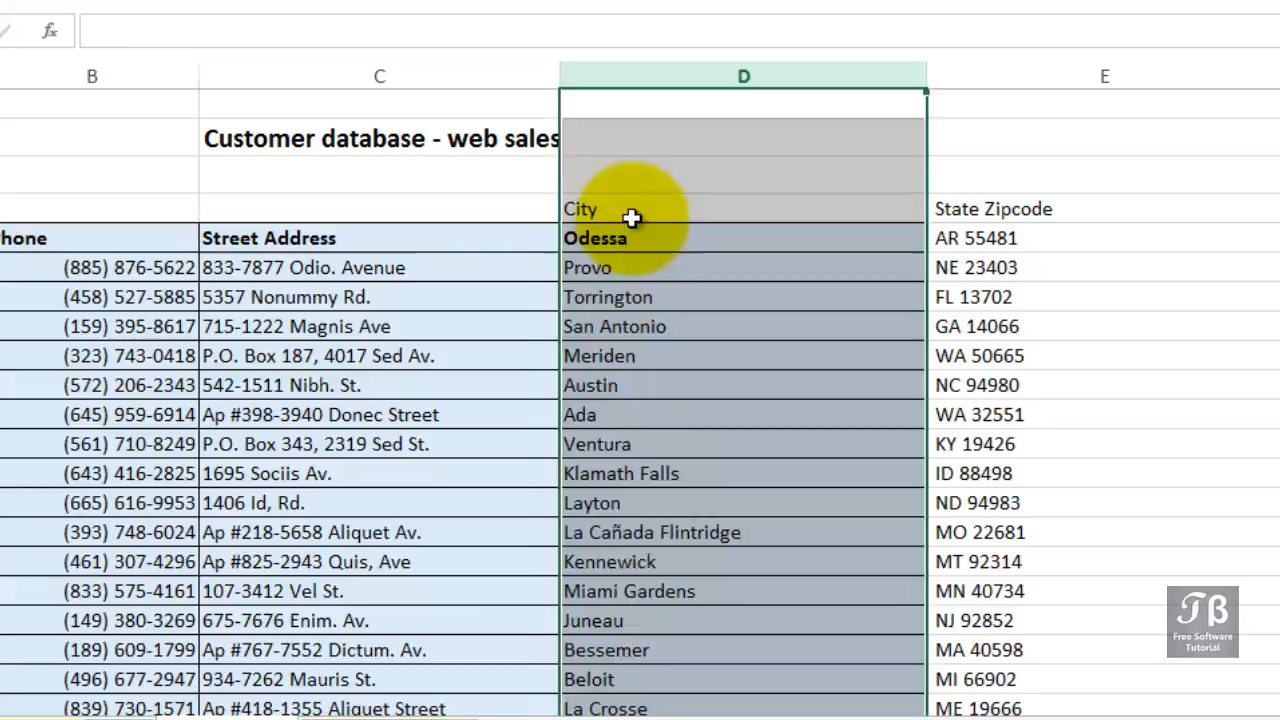 fx
B C D E
Customer database - web sales
City State Zipcode
hone Street Address Odessa AR 55481
(885) 876-5622 833-7877 Odio. Avenue Provo NE 23403
(458) 527-5885 5357 Nonummy Rd. Torrington FL 13702
(159) 395-8617 715-1222 Magnis Ave San Antonio GA 14066
(323) 743-0418 P.O. Box 187, 4017 Sed Av. Meriden WA 50665
(572) 206-2343 542-1511 Nibh. St. Austin NC 94980
(645) 959-6914 Ap #398-3940 Donec Street Ada WA 32551
(561) 710-8249 P.O. Box 343, 2319 Sed St. Ventura KY 19426
(643) 416-2825 1695 Sociis Av. Klamath Falls ID 88498
(665) 616-9953 1406 Id, Rd. Layton ND 94983
(393) 748-6024 Ap #218-5658 Aliquet Av. La Cañada Flintridge MO 22681
(461) 307-4296 Ap #825-2943 Quis, Ave Kennewick MT 92314
(833) 575-4161 107-3412 Vel St. Miami Gardens MN 40734
(149) 380-3269 675-7676 Enim. Av. Juneau NJ 92852
(189) 609-1799 Ap #767-7552 Dictum. Av. Bessemer MA 40598
(496) 677-2947 934-7262 Mauris St. Beloit MI 66902
(839) 730-1571 Ap #418-1355 Aliquet Street La Crosse ME 19666
TB
Free Software
Tutorial